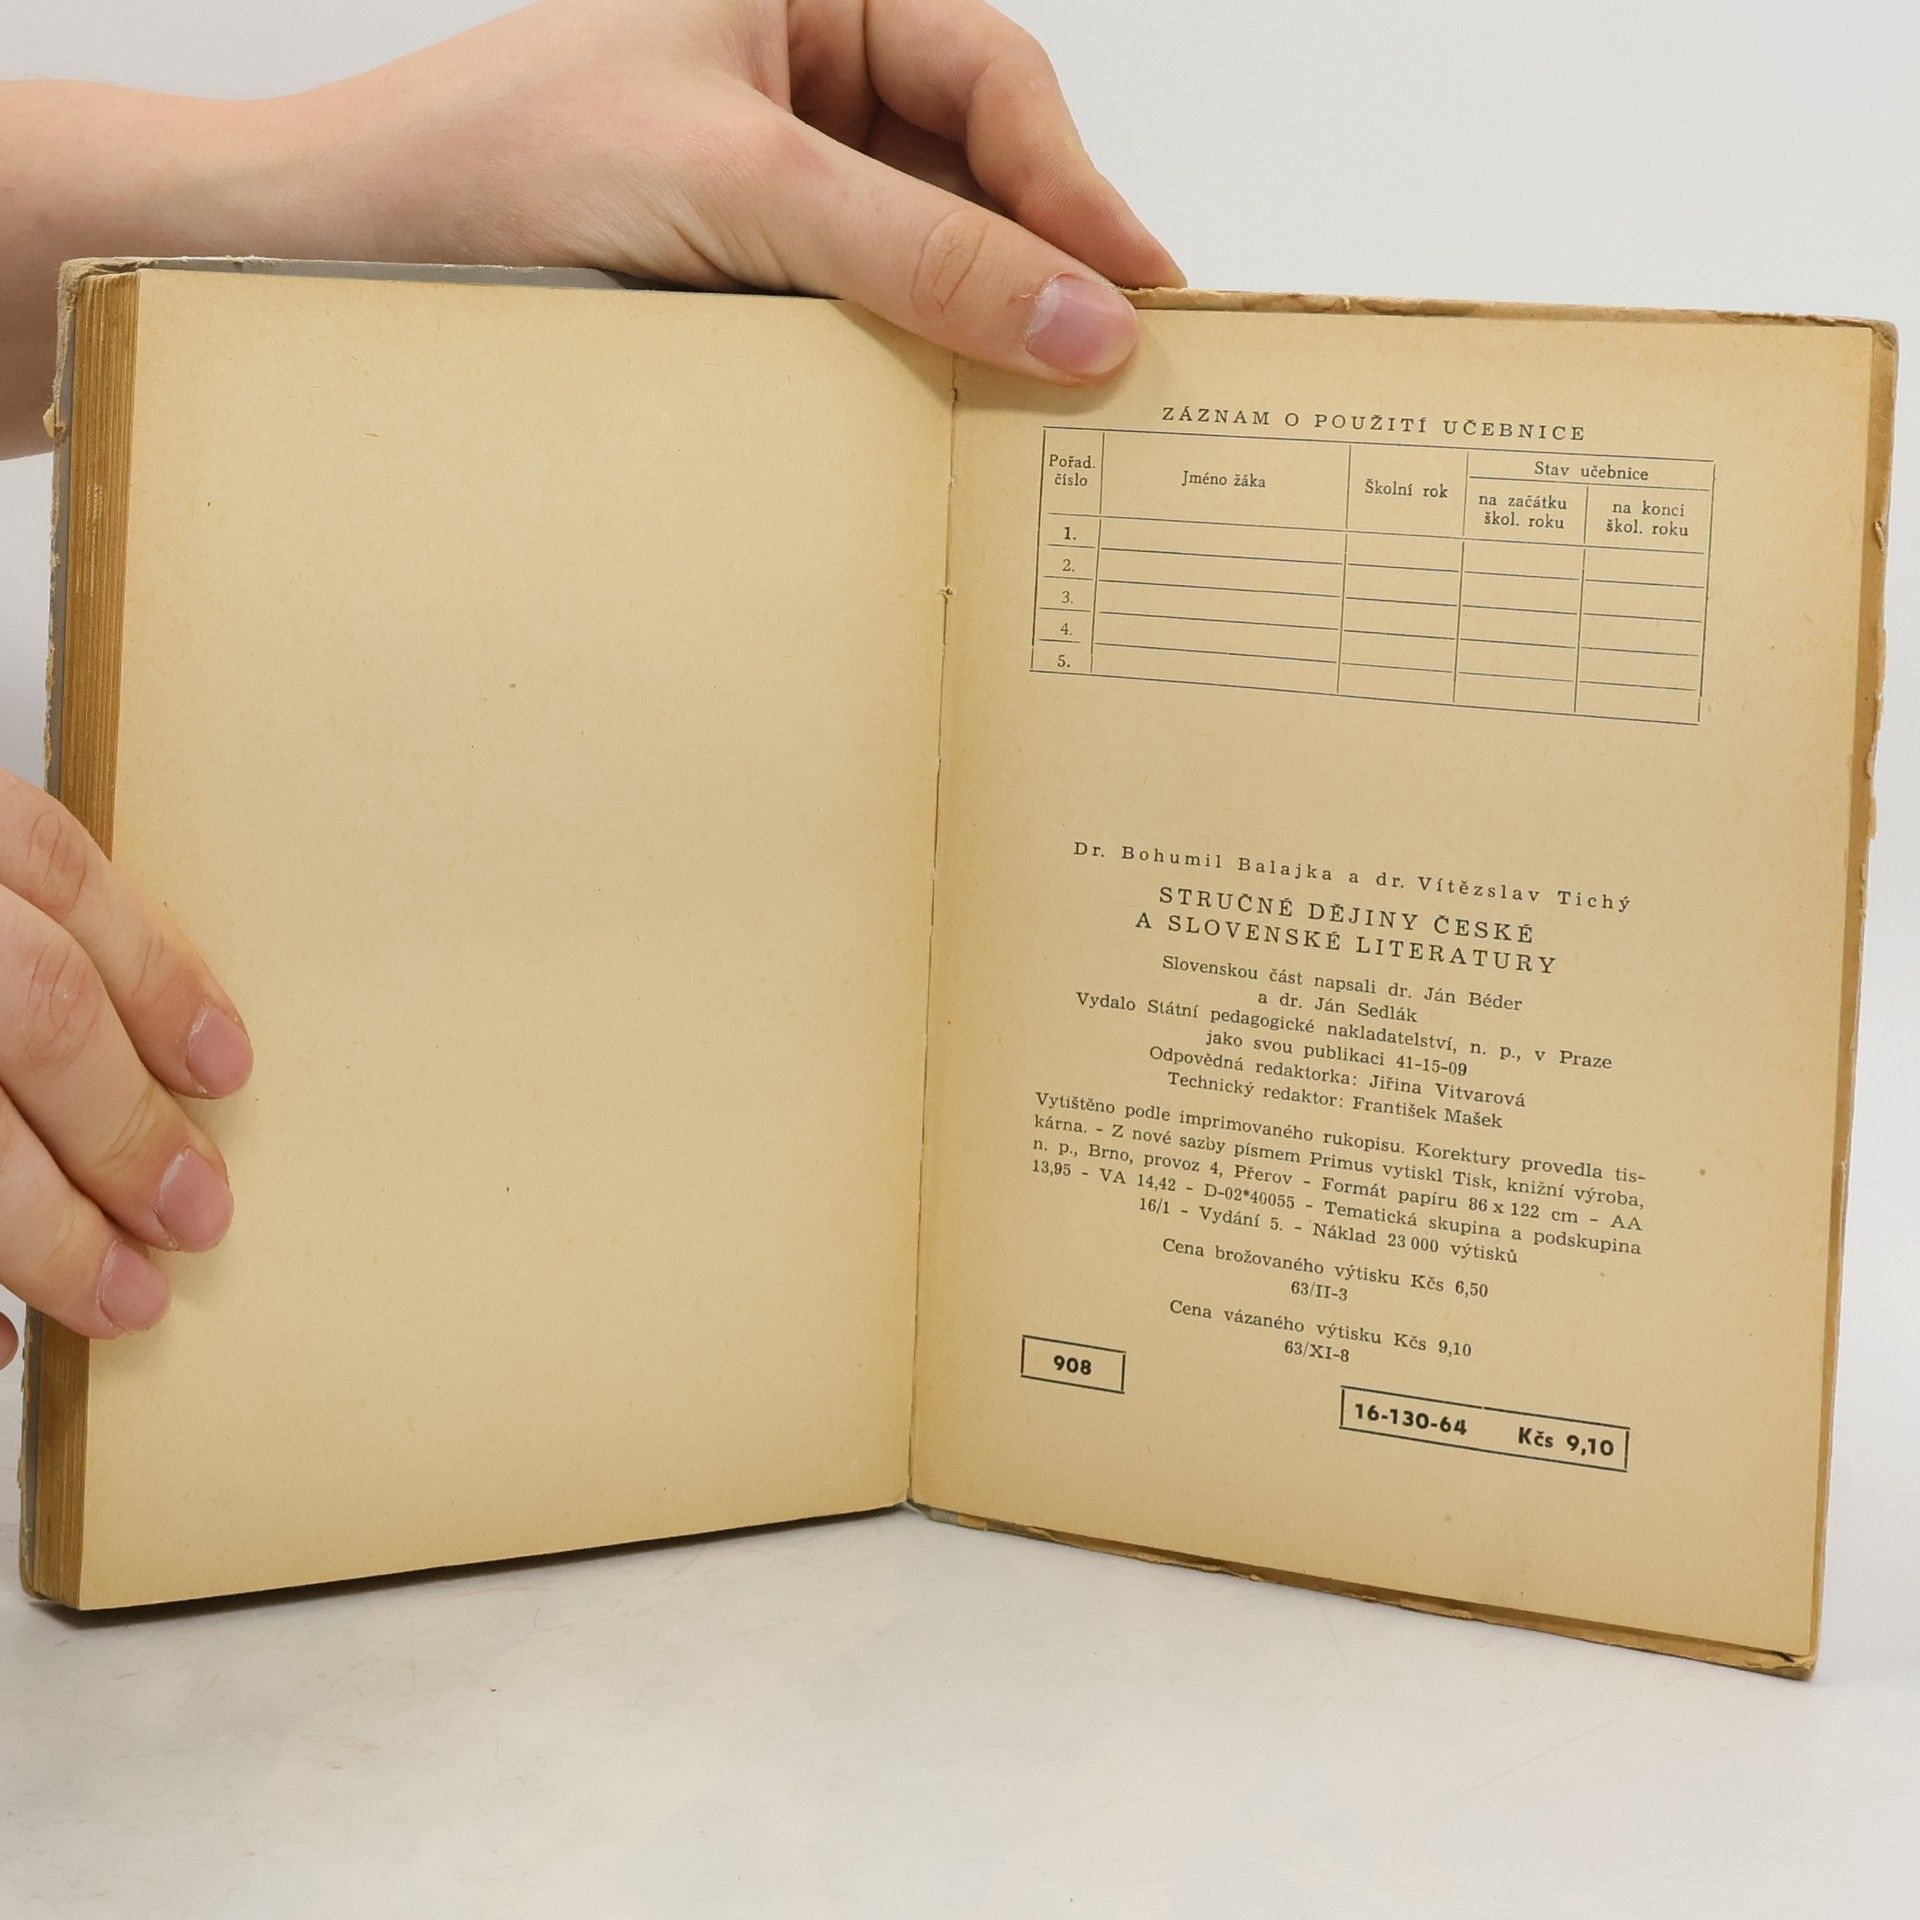 ZÁZNAM O POUŽITÍ UČEBNICE
Pořad. číslo
Jméno žáka
Školní rok
Stav učebnice
na začátku škol. roku
na konci škol. roku
1.
2.
3.
4.
5.
Dr. Bohumil Balajka a dr. Vítězslav Tichý
STRUČNÉ DĚJINY ČESKÉ
A SLOVENSKÉ LITERATURY
Slovenskou část napsali dr. Ján Béder
a dr. Ján Sedlák
Vydalo Státní pedagogické nakladatelství, n. p., v Praze
jako svou publikaci 41-15-09
Odpovědná redaktorka: Jiřina Vitvarová
Technický redaktor: František Mašek
Vytištěno podle imprimovaného rukopisu. Korektury provedla tis-
kárna. - Z nové sazby písmem Primus vytiskl Tisk, knižní výroba,
n. p., Brno, provoz 4, Přerov - Formát papíru 86 x 122 cm - AA
13,95 - VA 14,42 - D-02*40055 - Tematická skupina a podskupina
16/1 - Vydání 5. - Náklad 23 000 výtisků
Cena brožovaného výtisku Kčs 6,50
63/II-3
Cena vázaného výtisku Kčs 9,10
63/XI-8
908
16-130-64 Kčs 9,10